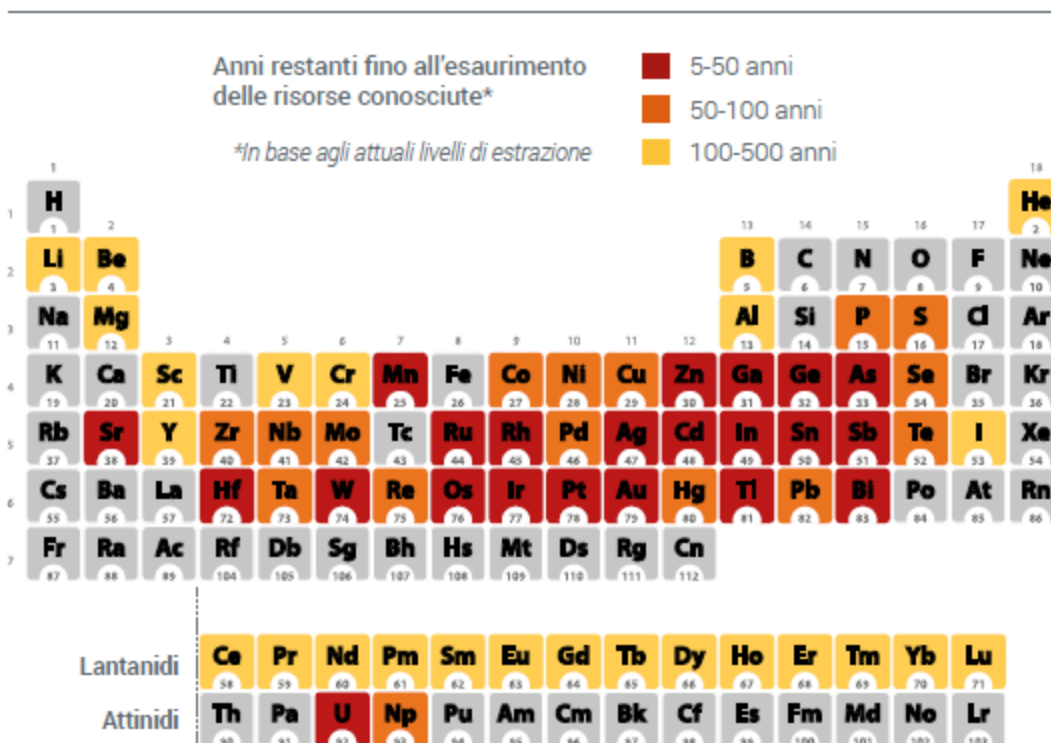 Anni restanti fino all'esaurimento
delle risorse conosciute*
*In base agli attuali livelli di estrazione
5-50 anni
50-100 anni
100-500 anni
1 18
1 H He
1 2 2 13 14 15 16 17
2 Li Be B C N O F Ne
3 4 5 6 7 8 9 10
3 Na Mg Al Si P S Cl Ar
11 12 3 4 5 6 7 8 9 10 11 12 13 14 15 16 17 18
4 K Ca Sc Ti V Cr Mn Fe Co Ni Cu Zn Ga Ge As Se Br Kr
19 20 21 22 23 24 25 26 27 28 29 30 31 32 33 34 35 36
5 Rb Sr Y Zr Nb Mo Tc Ru Rh Pd Ag Cd In Sn Sb Te I Xe
37 38 39 40 41 42 43 44 45 46 47 48 49 50 51 52 53 54
6 Cs Ba La Hf Ta W Re Os Ir Pt Au Hg Tl Pb Bi Po At Rn
55 56 57 72 73 74 75 76 77 78 79 80 81 82 83 84 85 86
7 Fr Ra Ac Rf Db Sg Bh Hs Mt Ds Rg Cn
87 88 89 104 105 106 107 108 109 110 111 112
Lantanidi Ce Pr Nd Pm Sm Eu Gd Tb Dy Ho Er Tm Yb Lu
58 59 60 61 62 63 64 65 66 67 68 69 70 71
Attinidi Th Pa U Np Pu Am Cm Bk Cf Es Fm Md No Lr